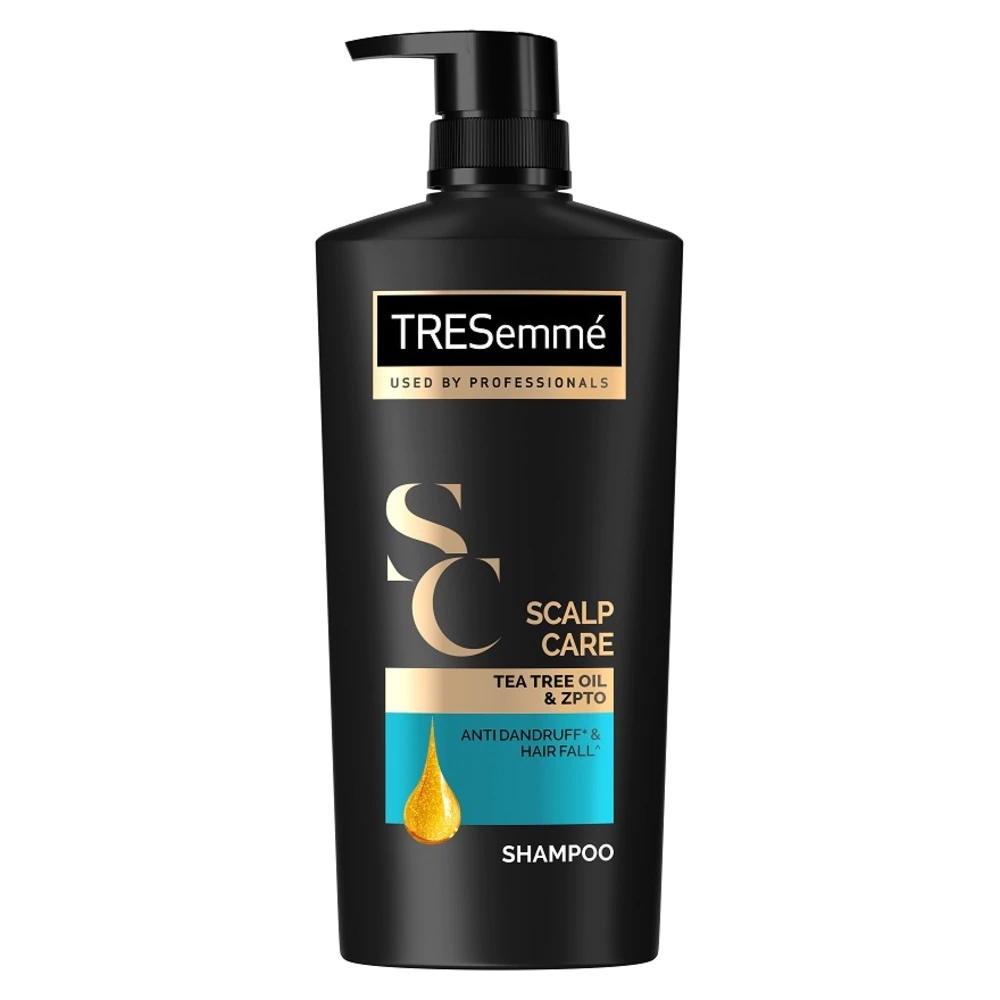 TRESemmé
USED BY PROFESSIONALS
SC
SCALP
CARE
TEA TREE OIL
& ZPTO
ANTI DANDRUFF* &
HAIR FALL^
SHAMPOO